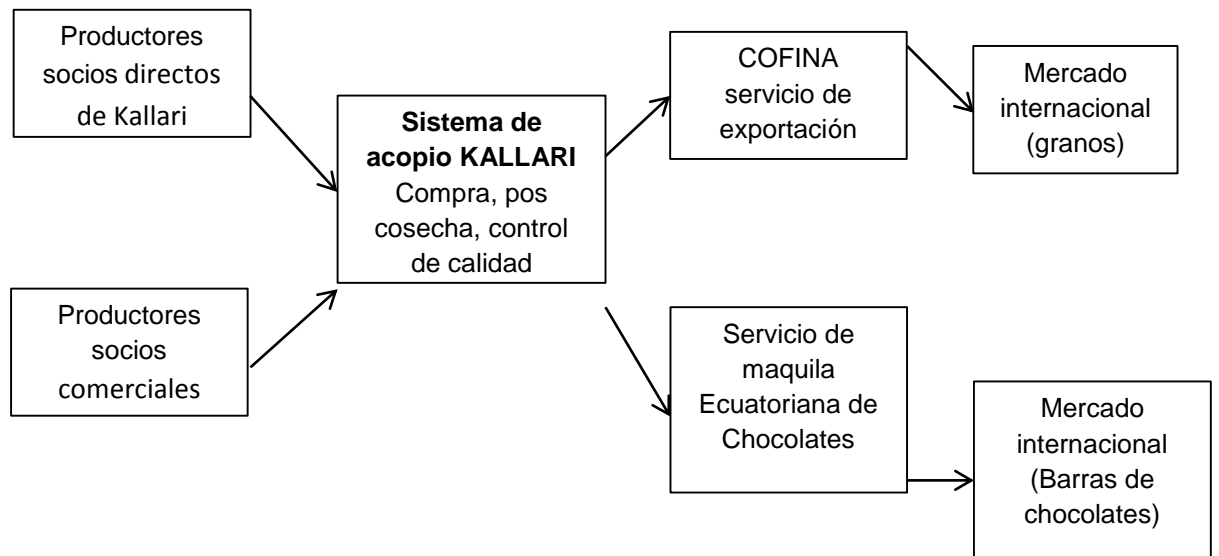 Productores
socios directos
de Kallari
Productores
socios
comerciales
Sistema de
acopio KALLARI
Compra, pos
cosecha, control
de calidad
COFINA
servicio de
exportación
Mercado
internacional
(granos)
Servicio de
maquila
Ecuatoriana de
Chocolates
Mercado
internacional
(Barras de
chocolates)